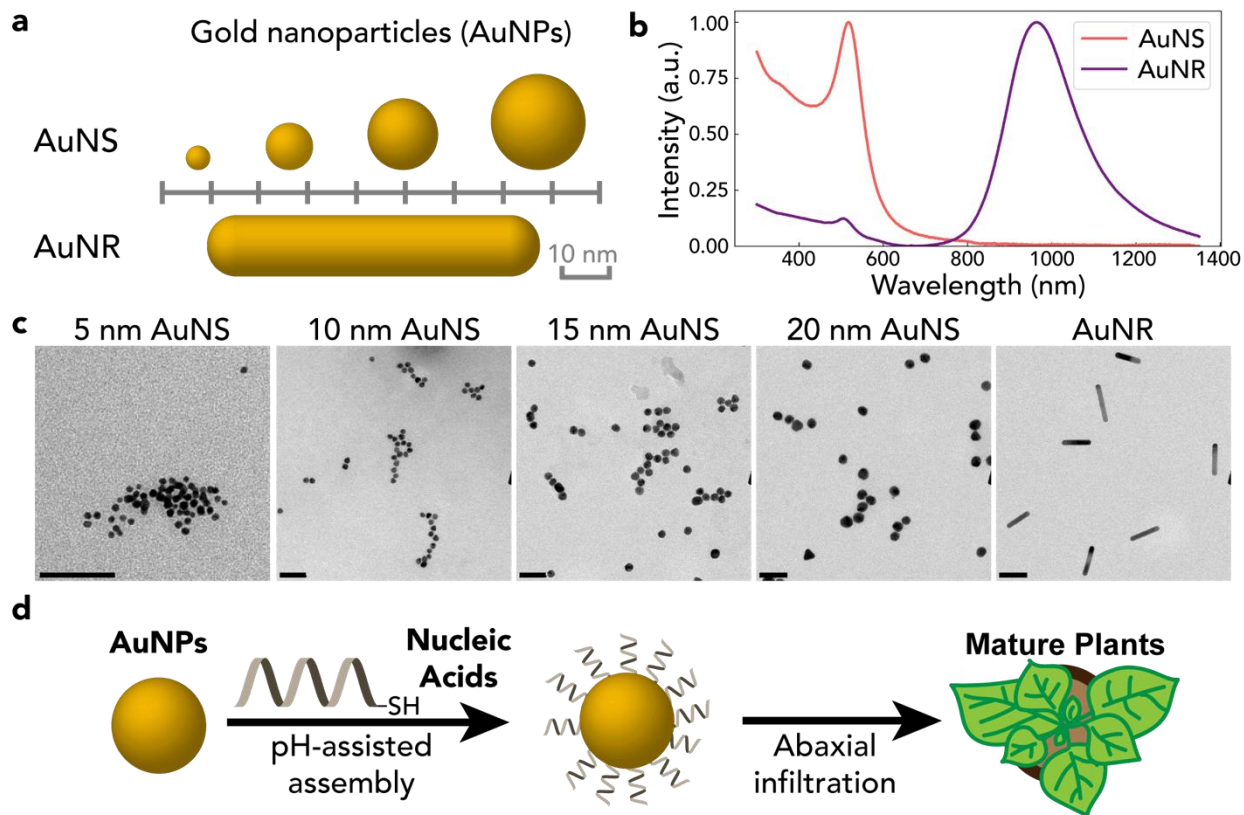 a
Gold nanoparticles (AuNPs)
AuNS
AuNR
10 nm
b
Intensity (a.u.)
1.00
0.75
0.50
0.25
0.00
400
600
800
1000
1200
1400
Wavelength (nm)
AuNS
AuNR
c
5 nm AuNS
10 nm AuNS
15 nm AuNS
20 nm AuNS
AuNR
d
AuNPs
Nucleic
Acids
-SH
pH-assisted
assembly
Abaxial
infiltration
Mature Plants